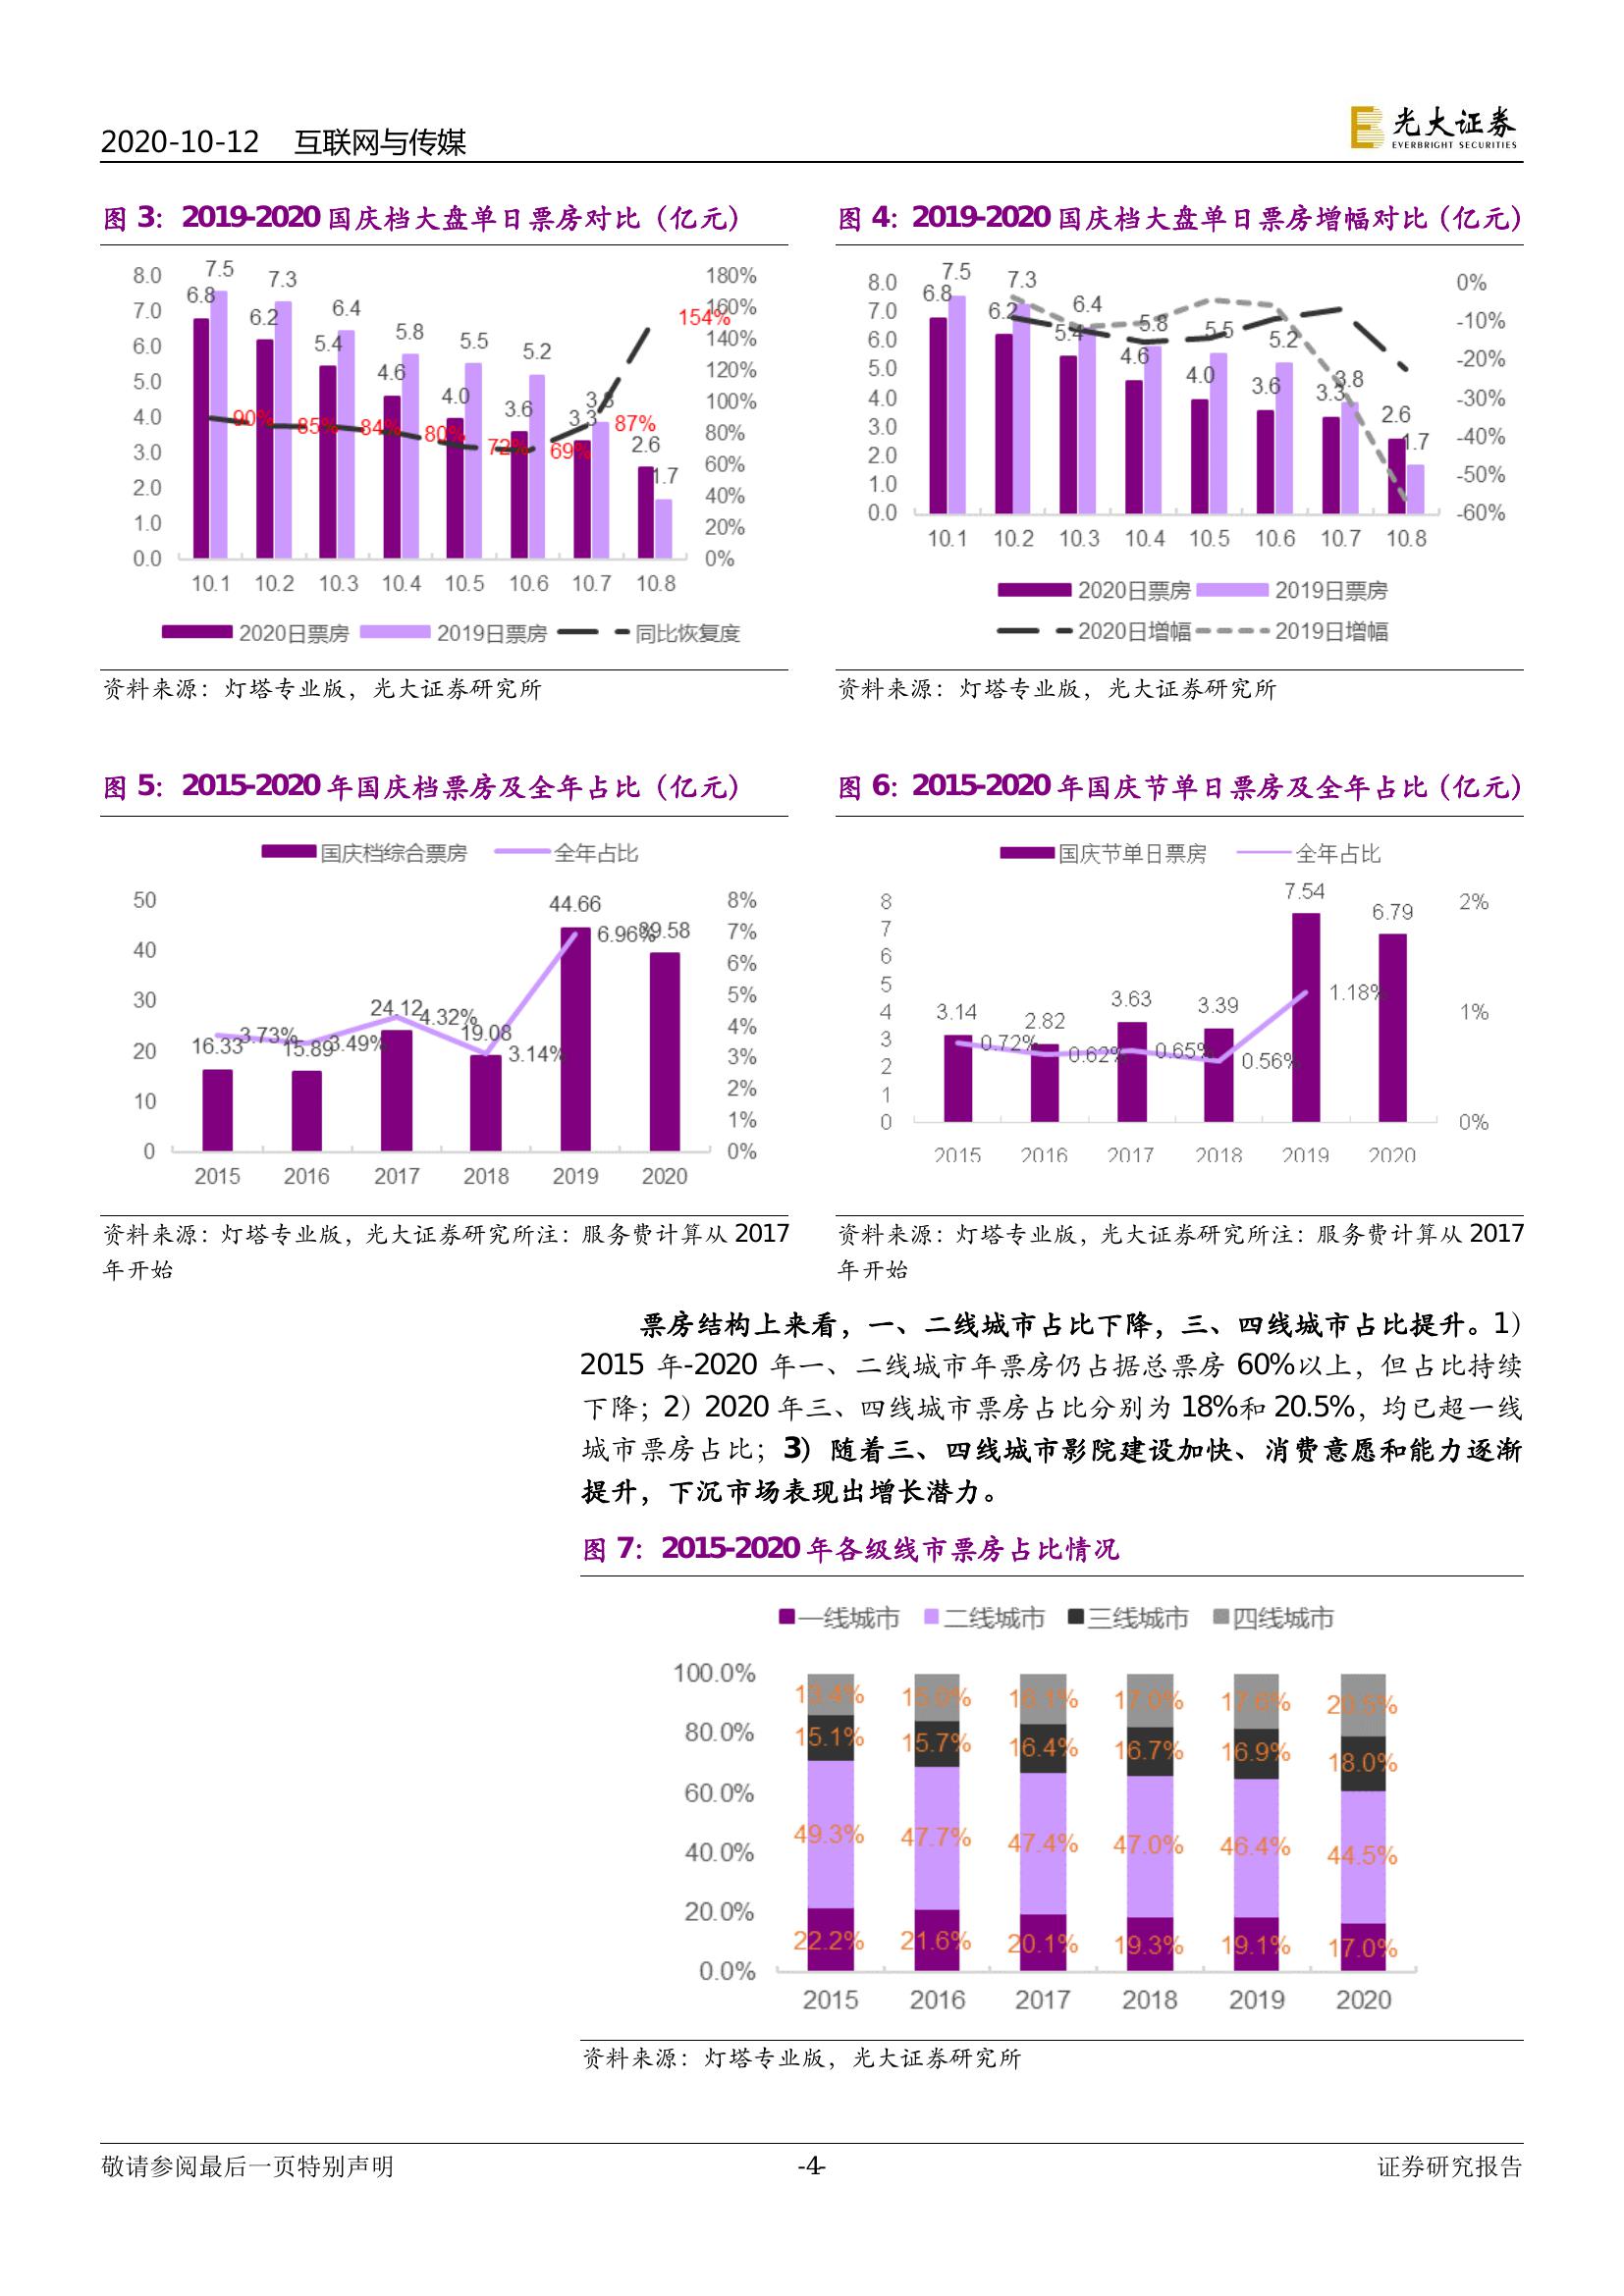 2020-10-12 互联网与传媒
光大证券
EVERBRIGHT SECURITIES
图 3：2019-2020 国庆档大盘单日票房对比（亿元）
8.0
7.0
6.0
5.0
4.0
3.0
2.0
1.0
0.0
180%
160%
140%
120%
100%
80%
60%
40%
20%
0%
6.8 7.5
6.2 7.3
5.4 6.4
4.6 5.8
4.0 5.5
3.6 5.2
3.3 3.8
2.6 1.7
90% 85% 84% 80% 72% 69% 87% 154%
10.1 10.2 10.3 10.4 10.5 10.6 10.7 10.8
2020日票房 2019日票房 同比恢复度
资料来源：灯塔专业版，光大证券研究所
图 4：2019-2020 国庆档大盘单日票房增幅对比（亿元）
8.0
7.0
6.0
5.0
4.0
3.0
2.0
1.0
0.0
0%
-10%
-20%
-30%
-40%
-50%
-60%
6.8 7.5
6.2 7.3
5.4 6.4
4.6 5.8
4.0 5.5
3.6 5.2
3.3 3.8
2.6 1.7
10.1 10.2 10.3 10.4 10.5 10.6 10.7 10.8
2020日票房 2019日票房
2020日增幅 2019日增幅
资料来源：灯塔专业版，光大证券研究所
图 5：2015-2020 年国庆档票房及全年占比（亿元）
国庆档综合票房 全年占比
50
40
30
20
10
0
8%
7%
6%
5%
4%
3%
2%
1%
0%
16.33 15.89 24.12 19.08 44.66 39.58
3.73% 3.49% 4.32% 3.14% 6.96%
2015 2016 2017 2018 2019 2020
资料来源：灯塔专业版，光大证券研究所注：服务费计算从 2017
年开始
图 6：2015-2020 年国庆节单日票房及全年占比（亿元）
国庆节单日票房 全年占比
8
7
6
5
4
3
2
1
0
2%
1%
0%
3.14 2.82 3.63 3.39 7.54 6.79
0.72% 0.62% 0.65% 0.56% 1.18%
2015 2016 2017 2018 2019 2020
资料来源：灯塔专业版，光大证券研究所注：服务费计算从 2017
年开始
票房结构上来看，一、二线城市占比下降，三、四线城市占比提升。1）
2015 年-2020 年一、二线城市年票房仍占据总票房 60%以上，但占比持续
下降；2）2020 年三、四线城市票房占比分别为 18%和 20.5%，均已超一线
城市票房占比；3）随着三、四线城市影院建设加快、消费意愿和能力逐渐
提升，下沉市场表现出增长潜力。
图 7：2015-2020 年各级线市票房占比情况
一线城市 二线城市 三线城市 四线城市
100.0%
80.0%
60.0%
40.0%
20.0%
0.0%
13.4% 15.0% 16.1% 17.0% 17.6% 20.5%
15.1% 15.7% 16.4% 16.7% 16.9% 18.0%
49.3% 47.7% 47.4% 47.0% 46.4% 44.5%
22.2% 21.6% 20.1% 19.3% 19.1% 17.0%
2015 2016 2017 2018 2019 2020
资料来源：灯塔专业版，光大证券研究所
敬请参阅最后一页特别声明 -4- 证券研究报告